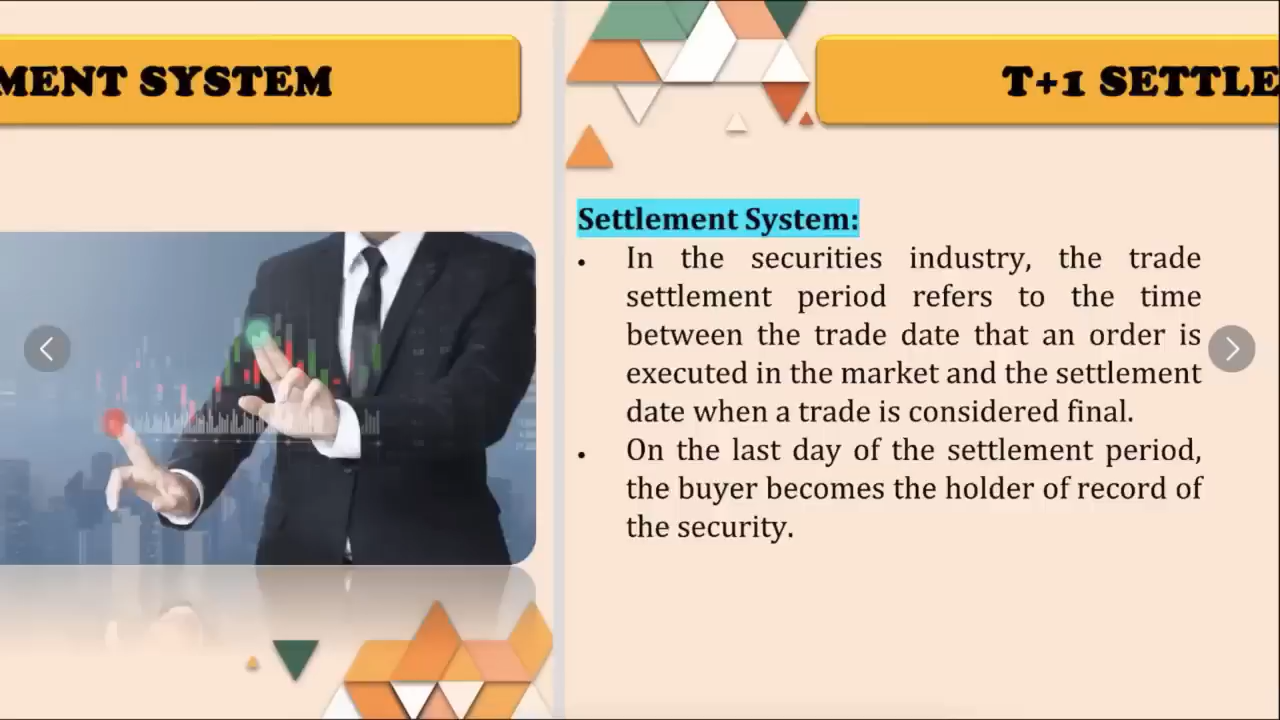 MENT SYSTEM
T+1 SETTLE
Settlement System:
• In the securities industry, the trade
settlement period refers to the time
between the trade date that an order is
executed in the market and the settlement
date when a trade is considered final.
• On the last day of the settlement period,
the buyer becomes the holder of record of
the security.